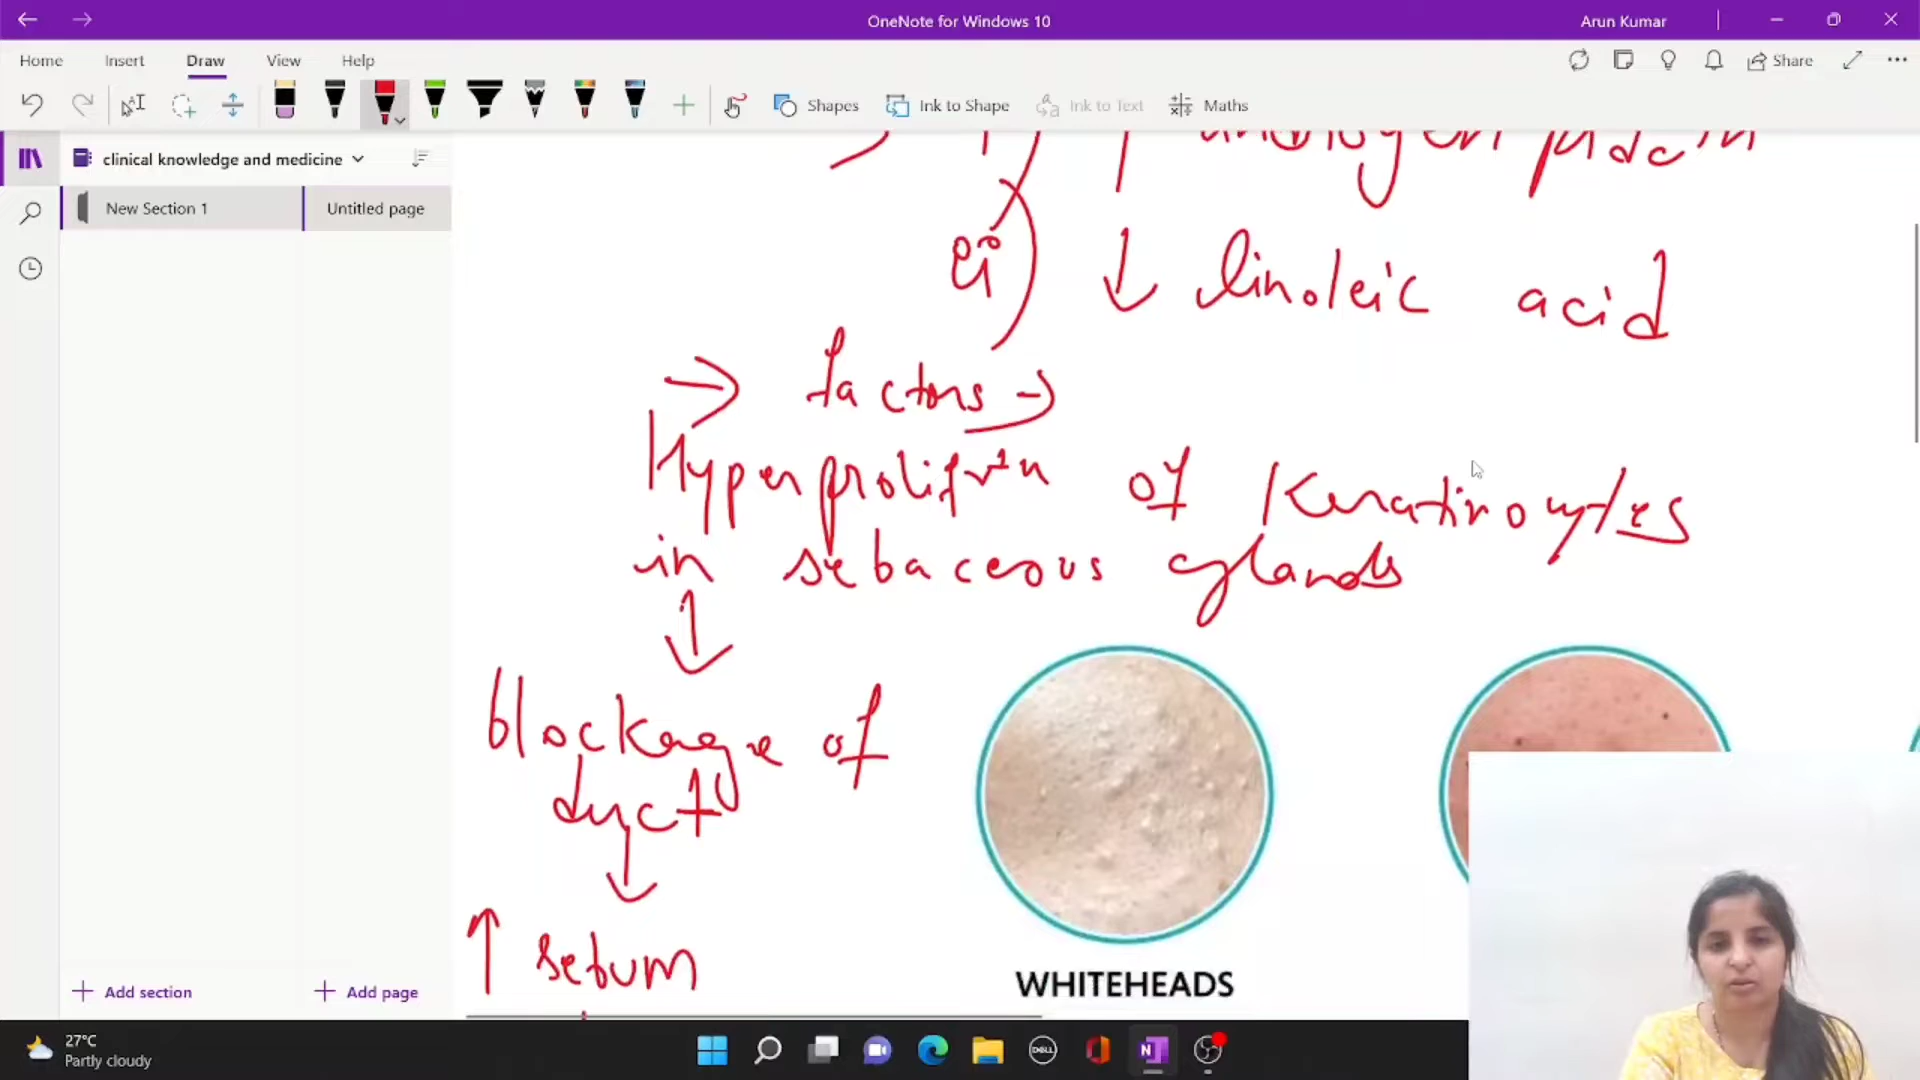 OneNote for Windows 10
Arun Kumar
Home Insert Draw View Help
Share
Shapes Ink to Shape Ink to Text Maths
clinical knowledge and medicine
New Section 1
Untitled page
↓ linoleic acid
→ factors →
of Keratinocytes
in sebaceous glands
↓
blockage of
duct
↓
↑ sebum
WHITEHEADS
+ Add section
+ Add page
27°C
Partly cloudy
DELL